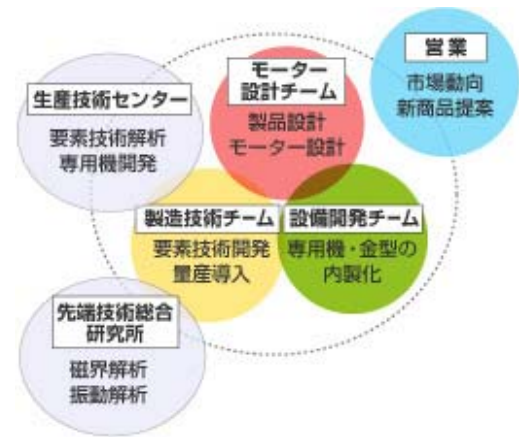 営業
市場動向
新商品提案
モーター
設計チーム
製品設計
モーター設計
生産技術センター
要素技術解析
専用機開発
製造技術チーム
要素技術開発
量産導入
設備開発チーム
専用機・金型の
内製化
先端技術総合
研究所
磁界解析
振動解析